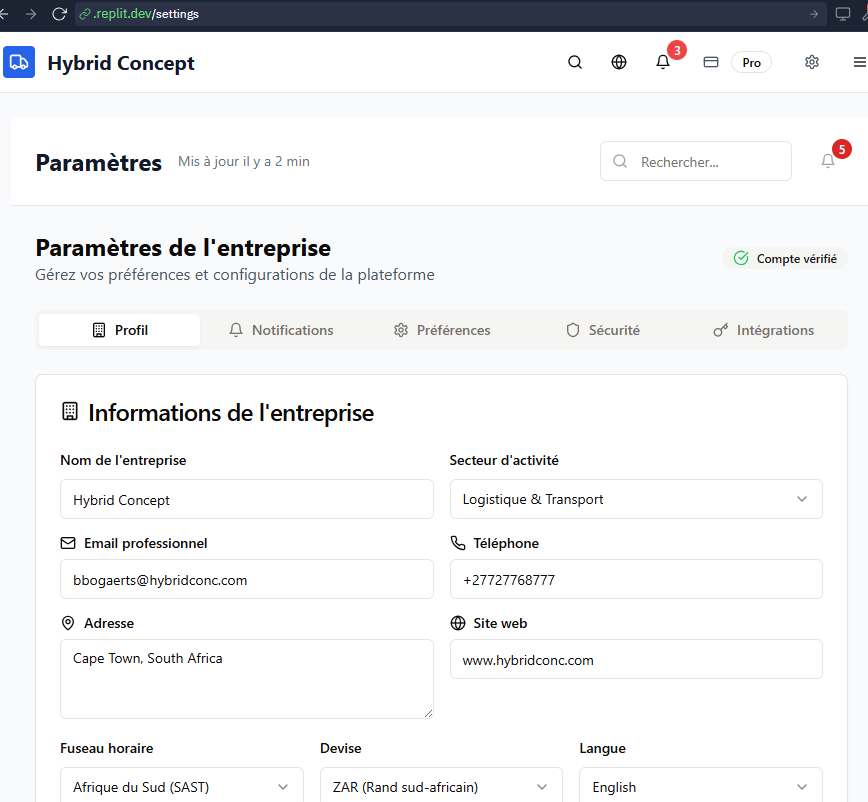 .replit.dev/settings
Hybrid Concept
3
Pro
Paramètres
Mis à jour il y a 2 min
Rechercher...
5
Paramètres de l'entreprise
Gérez vos préférences et configurations de la plateforme
Compte vérifié
Profil
Notifications
Préférences
Sécurité
Intégrations
Informations de l'entreprise
Nom de l'entreprise
Secteur d'activité
Hybrid Concept
Logistique & Transport
Email professionnel
Téléphone
bbogaerts@hybridconc.com
+27727768777
Adresse
Site web
Cape Town, South Africa
www.hybridconc.com
Fuseau horaire
Devise
Langue
Afrique du Sud (SAST)
ZAR (Rand sud-africain)
English